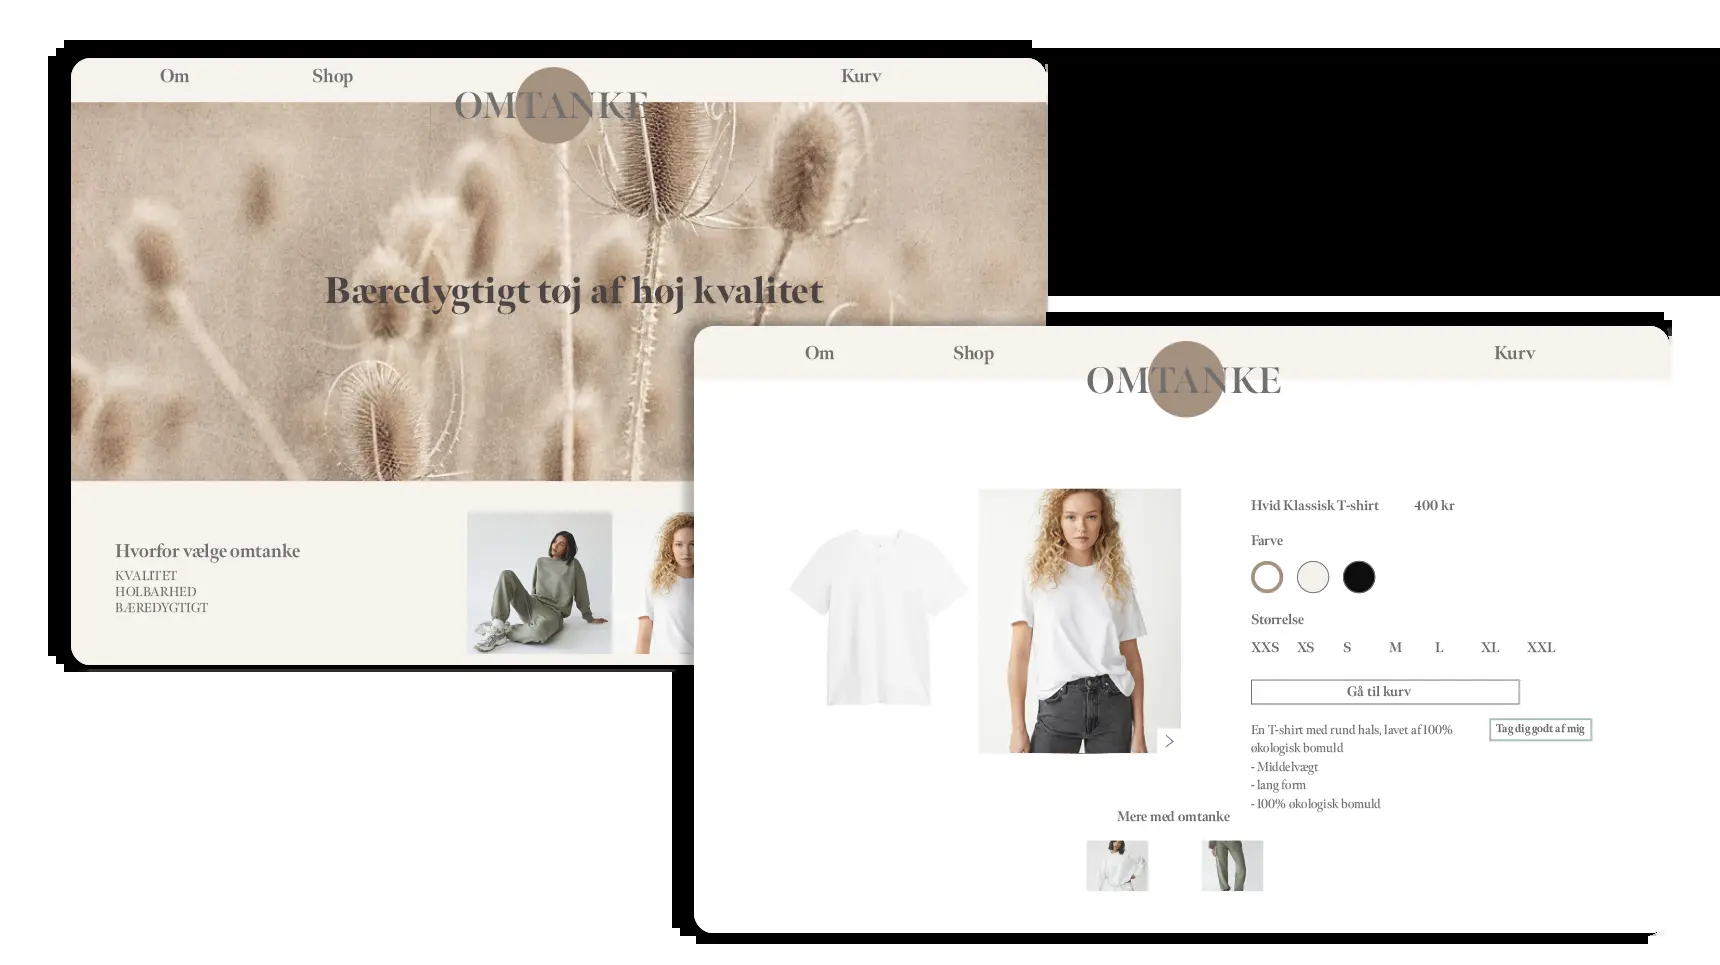 Om Shop Kurv
OMTANKE
Bæredygtigt tøj af høj kvalitet
Hvorfor vælge omtanke
KVALITET
HOLBARHED
BÆREDYGTIGT
Om Shop Kurv
OMTANKE
Hvid Klassisk T-shirt 400 kr
Farve
Størrelse
XXS XS S M L XL XXL
Gå til kurv
En T-shirt med rund hals, lavet af 100%
økologisk bomuld
- Middelvægt
- lang form
- 100% økologisk bomuld
Tag dig godt af mig
Mere med omtanke